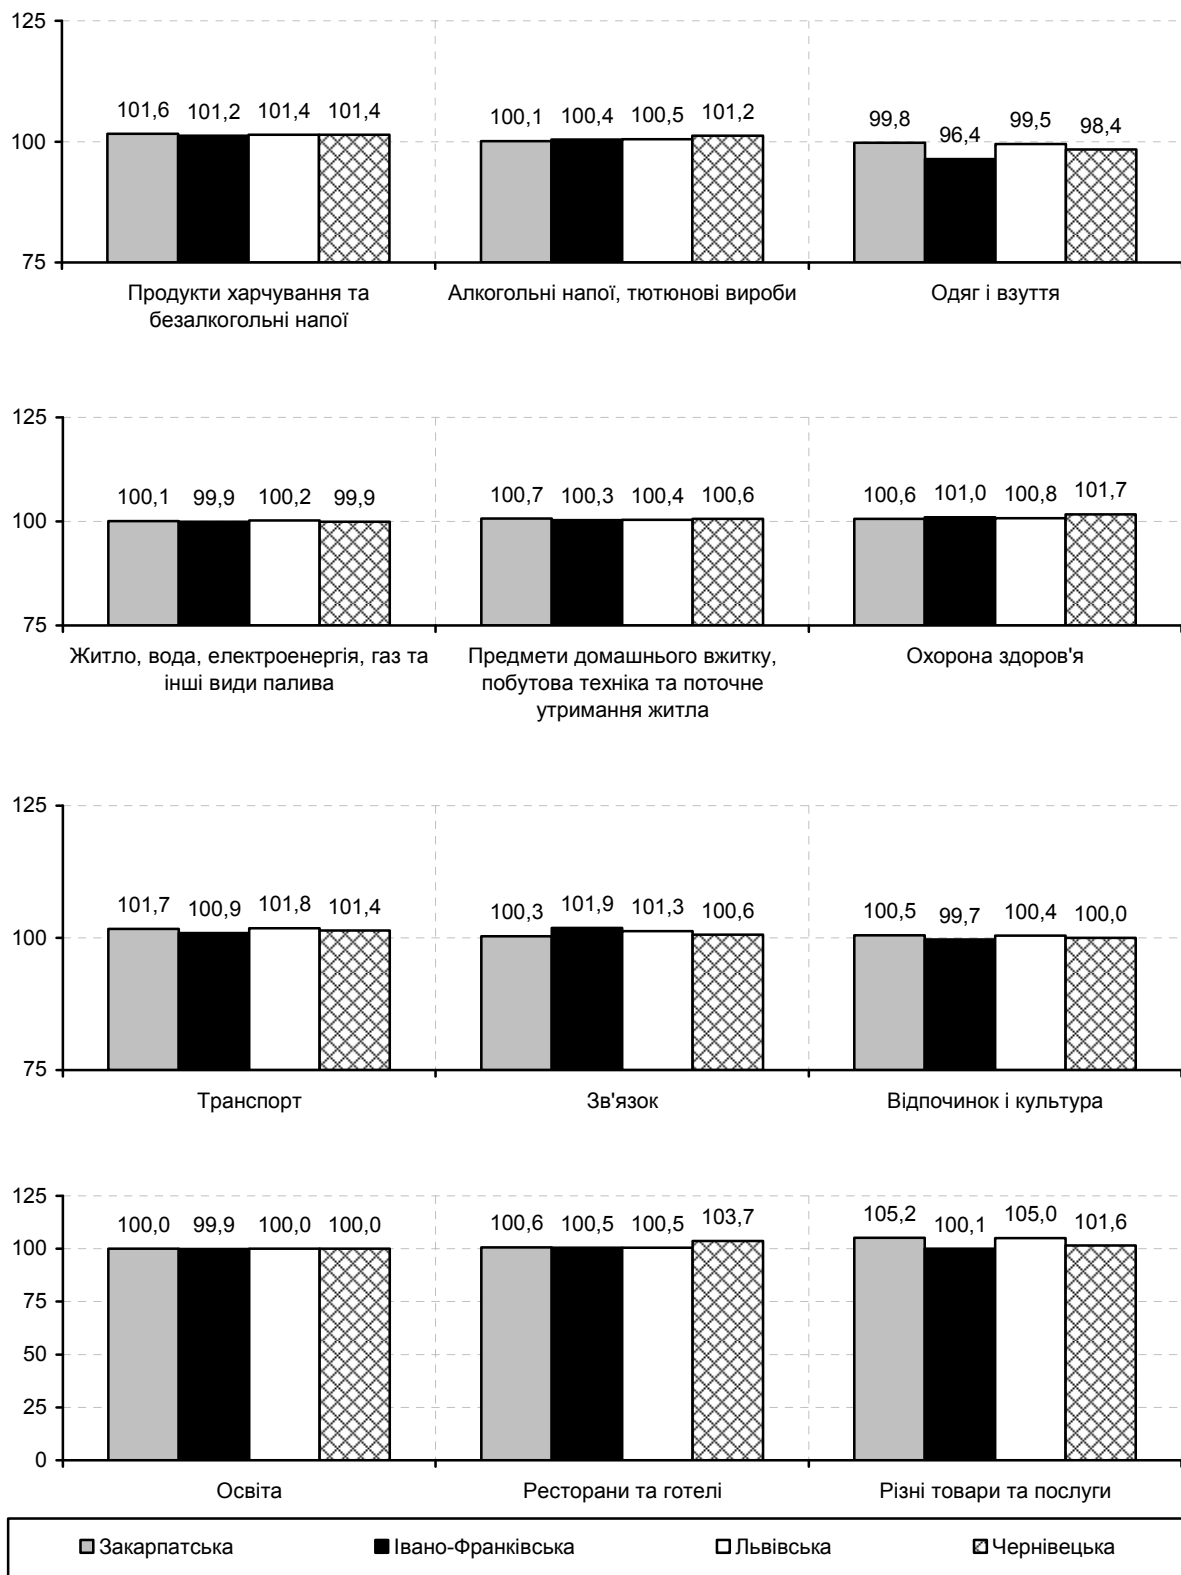 125
101,6 101,2 101,4 101,4 100,1 100,4 100,5 101,2 99,8 96,4 99,5 98,4
100
75
Продукти харчування та
безалкогольні напої
Алкогольні напої, тютюнові вироби
Одяг і взуття
125
100,1 99,9 100,2 99,9 100,7 100,3 100,4 100,6 100,6 101,0 100,8 101,7
100
75
Житло, вода, електроенергія, газ та
інші види палива
Предмети домашнього вжитку,
побутова техніка та поточне
утримання житла
Охорона здоров'я
125
101,7 100,9 101,8 101,4 100,3 101,9 101,3 100,6 100,5 99,7 100,4 100,0
100
75
Транспорт
Зв'язок
Відпочинок і культура
125
100,0 99,9 100,0 100,0 100,6 100,5 100,5 103,7 105,2 100,1 105,0 101,6
100
75
50
25
0
Освіта
Ресторани та готелі
Різні товари та послуги
Закарпатська Івано-Франківська Львівська Чернівецька